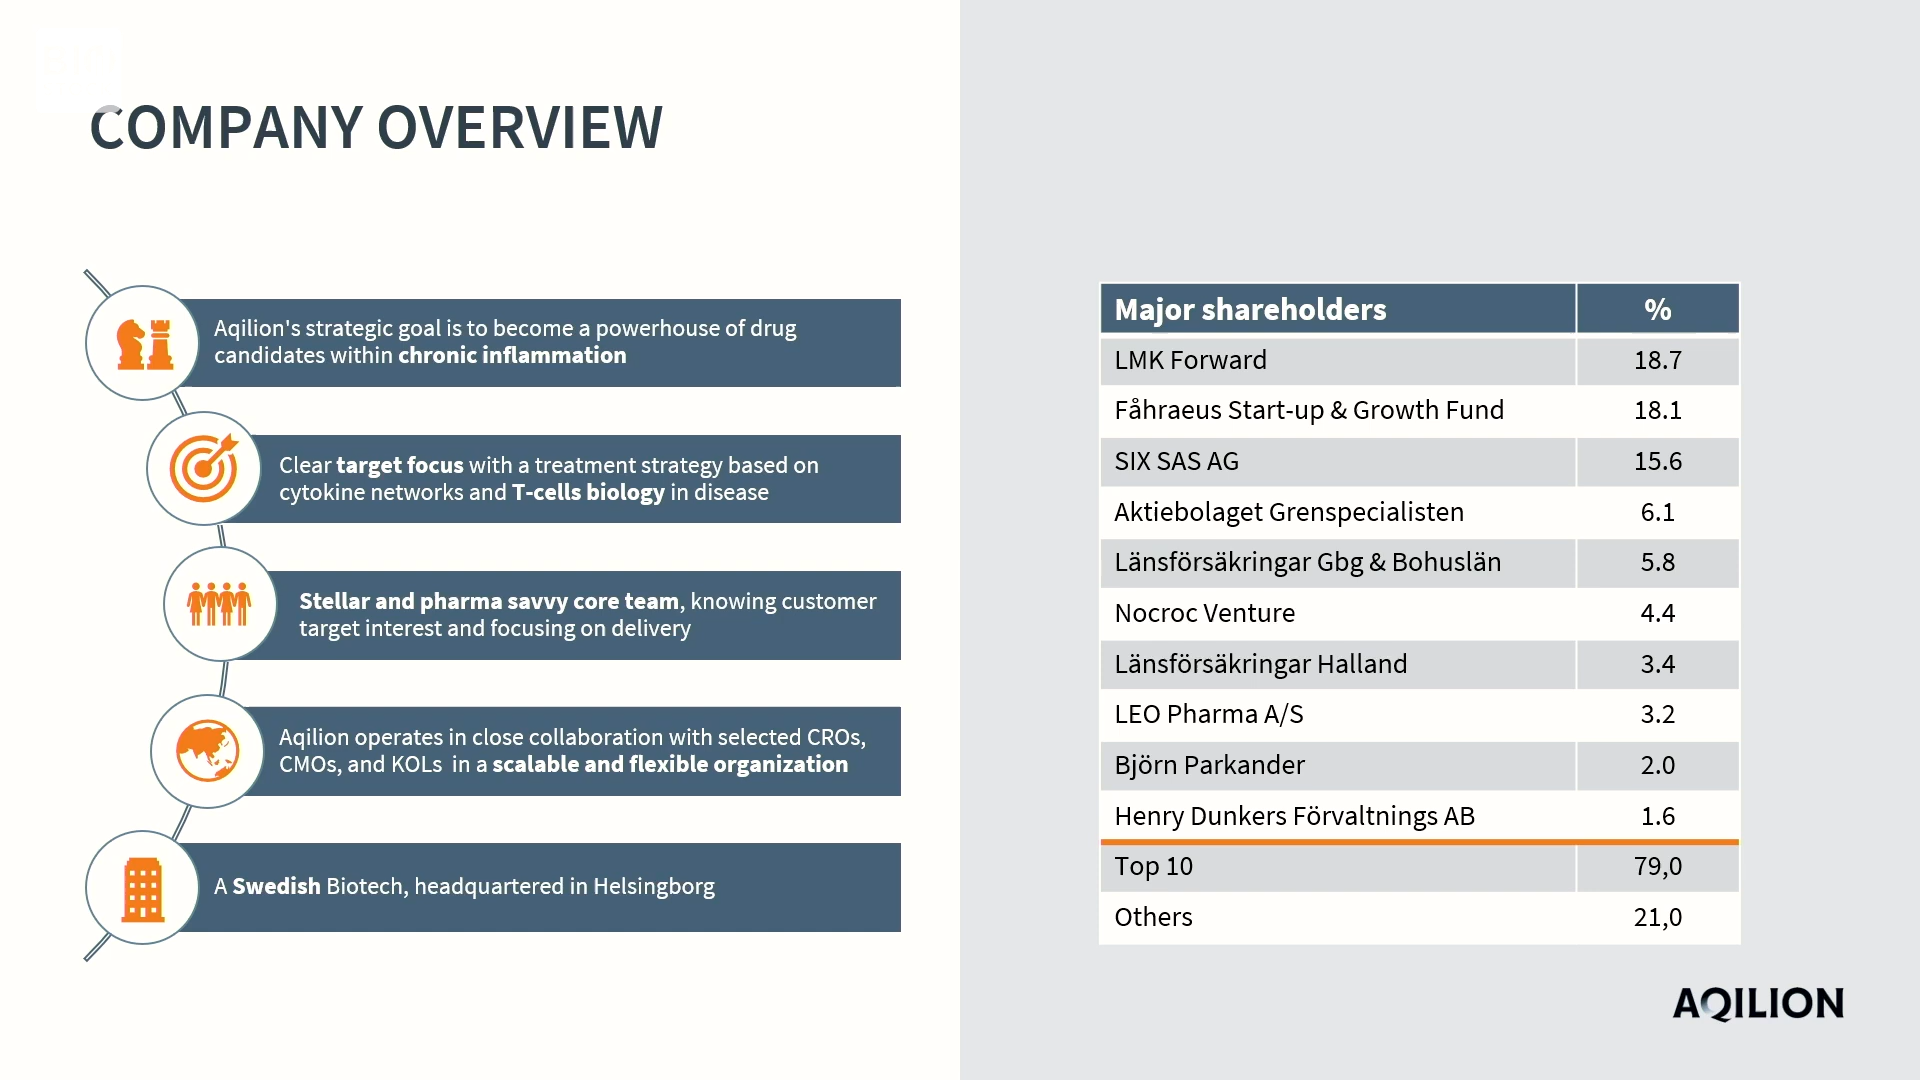 COMPANY OVERVIEW
Aqilion's strategic goal is to become a powerhouse of drug
candidates within chronic inflammation
Clear target focus with a treatment strategy based on
cytokine networks and T-cells biology in disease
Stellar and pharma savvy core team, knowing customer
target interest and focusing on delivery
Aqilion operates in close collaboration with selected CROs,
CMOs, and KOLs in a scalable and flexible organization
A Swedish Biotech, headquartered in Helsingborg
Major shareholders %
LMK Forward 18.7
Fåhraeus Start-up & Growth Fund 18.1
SIX SAS AG 15.6
Aktiebolaget Grenspecialisten 6.1
Länsförsäkringar Gbg & Bohuslän 5.8
Nocroc Venture 4.4
Länsförsäkringar Halland 3.4
LEO Pharma A/S 3.2
Björn Parkander 2.0
Henry Dunkers Förvaltnings AB 1.6
Top 10 79,0
Others 21,0
AQILION